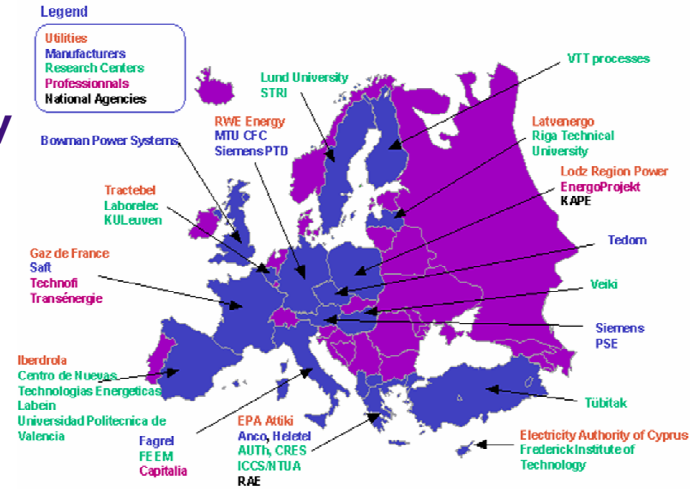 Legend
Utilities
Manufacturers
Research Centers
Professionnals
National Agencies
y
VTT processes
Lund University
STRI
RWE Energy
MTU CFC
Siemens PTD
Latvenergo
Riga Technical
University
Bowman Power Systems
Lodz Region Power
EnergoProjekt
KAPE
Tractebel
Laborelec
KULeuven
Tedom
Gaz de France
Saft
Technofi
Transénergie
Veiki
Siemens
PSE
Iberdrola
Centro de Nuevas
Technologias Energeticas
Labein
Universidad Politecnica de
Valencia
Tübitak
EPA Attiki
Anco, Heletel
AUTh, CRES
ICCS/NTUA
RAE
Fagrel
FEEM
Capitalia
Electricity Authority of Cyprus
Frederick Institute of
Technology